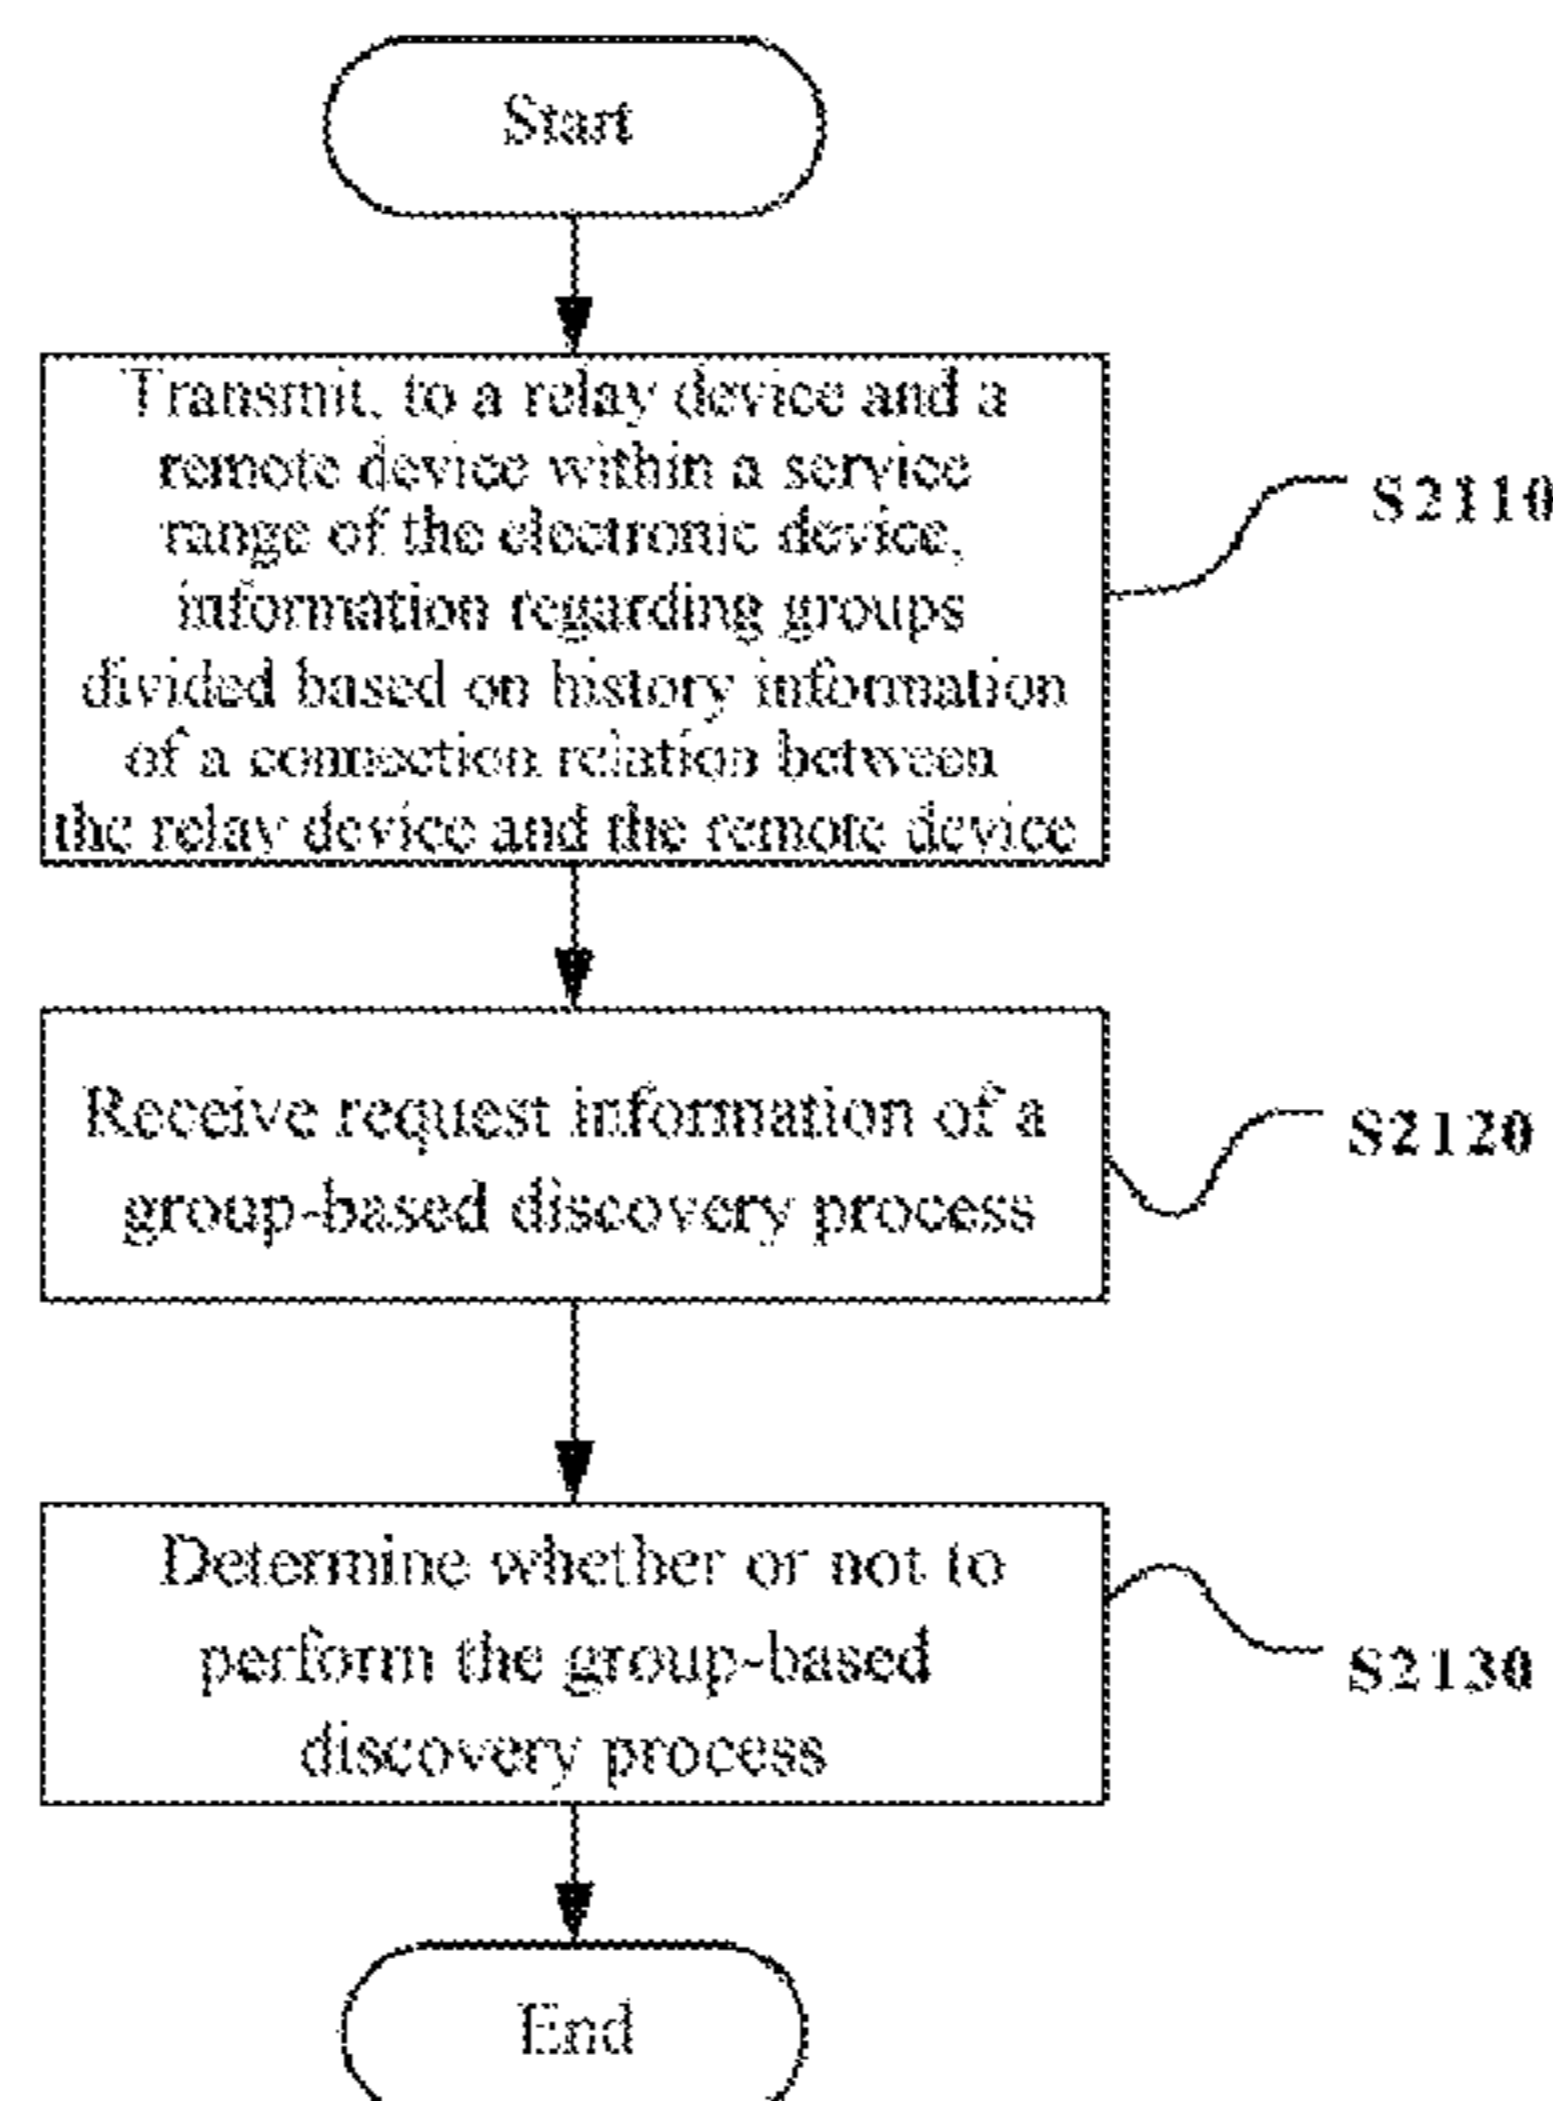 Start
Transmit, to a relay device and a
remote device within a service
range of the electronic device,
information regarding groups
divided based on history information
of a connection relation between
the relay device and the remote device
S2110
Receive request information of a
group-based discovery process
S2120
Determine whether or not to
perform the group-based
discovery process
S2130
End